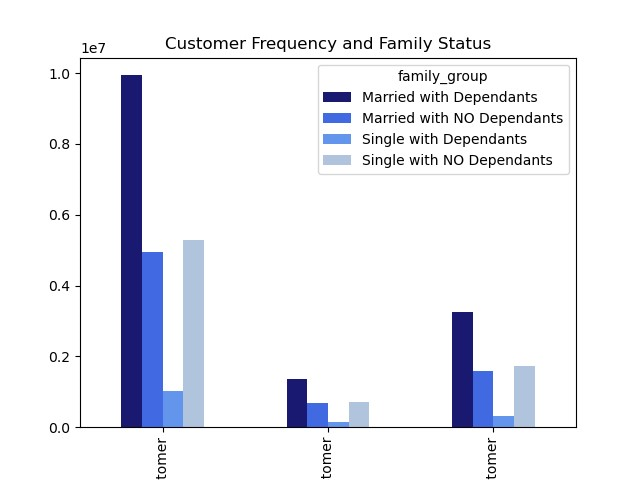 Customer Frequency and Family Status
1e7
1.0
0.8
0.6
0.4
0.2
0.0
family_group
Married with Dependants
Married with NO Dependants
Single with Dependants
Single with NO Dependants
tomer
tomer
tomer